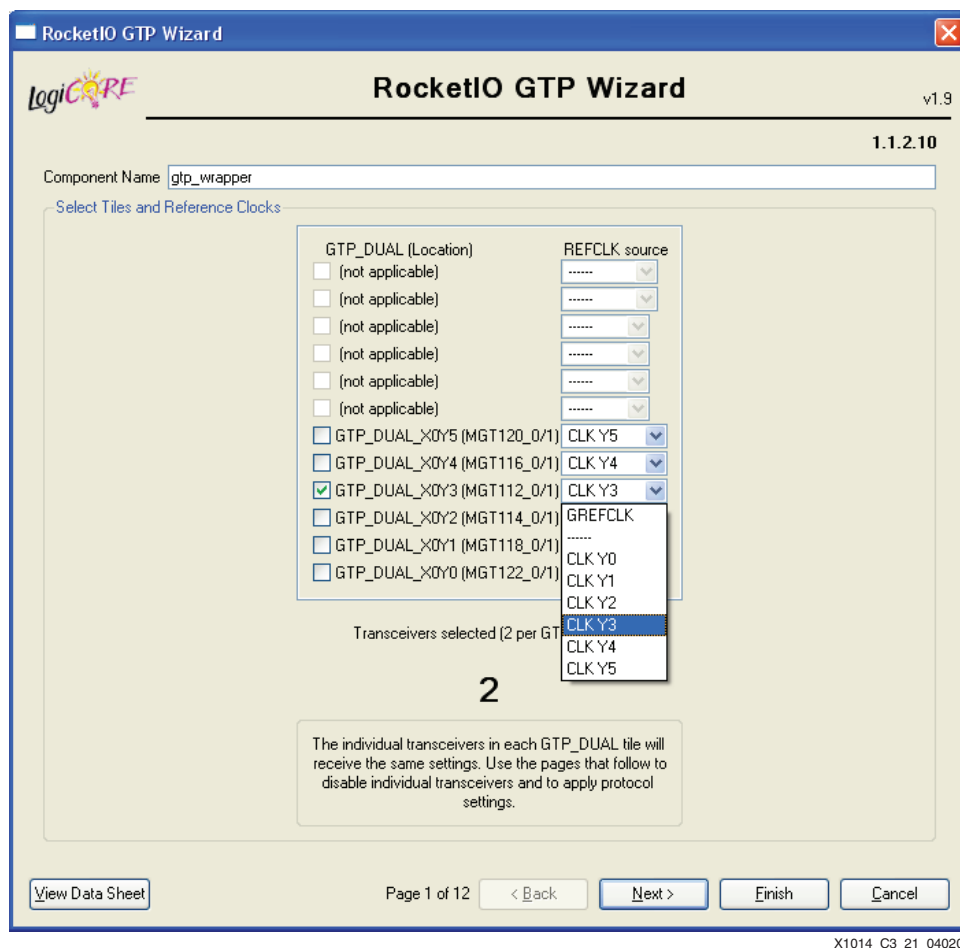 RocketIO GTP Wizard
LogiCORE
RocketIO GTP Wizard
v1.9
1.1.2.10
Component Name gtp_wrapper
Select Tiles and Reference Clocks
GTP_DUAL (Location) REFCLK source
(not applicable) ------
(not applicable) ------
(not applicable) ------
(not applicable) ------
(not applicable) ------
(not applicable) ------
GTP_DUAL_X0Y5 (MGT120_0/1) CLK Y5
GTP_DUAL_X0Y4 (MGT116_0/1) CLK Y4
GTP_DUAL_X0Y3 (MGT112_0/1) CLK Y3
GTP_DUAL_X0Y2 (MGT114_0/1)
GTP_DUAL_X0Y1 (MGT118_0/1)
GTP_DUAL_X0Y0 (MGT122_0/1)
GREFCLK
------
CLK Y0
CLK Y1
CLK Y2
CLK Y3
CLK Y4
CLK Y5
Transceivers selected (2 per GT
2
The individual transceivers in each GTP_DUAL tile will
receive the same settings. Use the pages that follow to
disable individual transceivers and to apply protocol
settings.
View Data Sheet Page 1 of 12 < Back Next > Finish Cancel
X1014_C3_21_04020